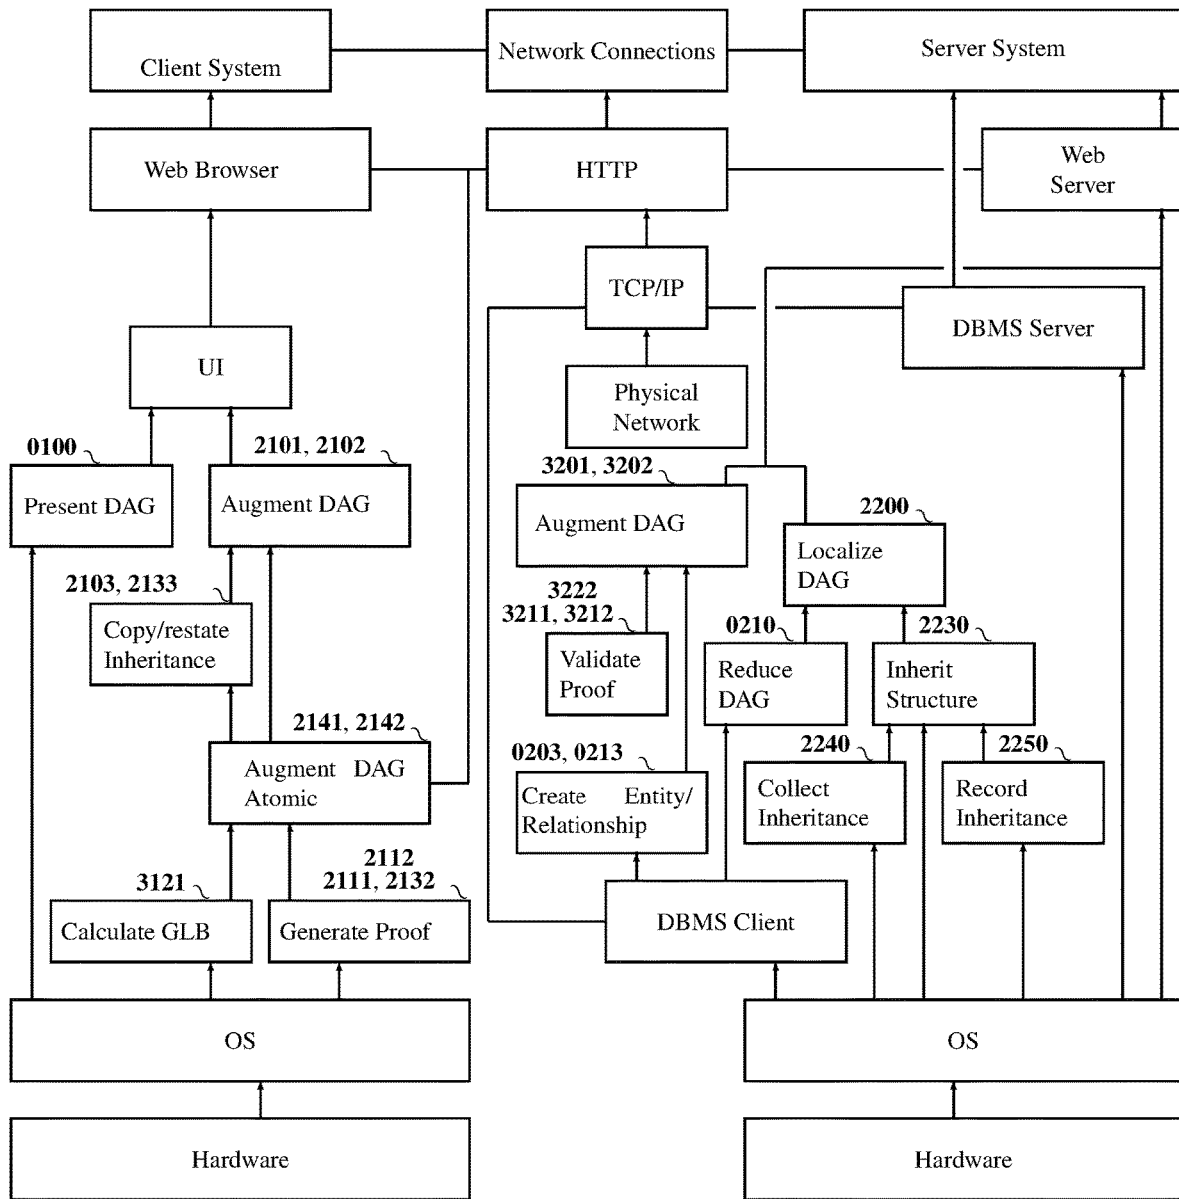 Client System
Network Connections
Server System
Web Browser
HTTP
Web
Server
TCP/IP
DBMS Server
UI
Physical
Network
0100
2101, 2102
3201, 3202
Present DAG
Augment DAG
Augment DAG
2200
Localize
DAG
2103, 2133
Copy/restate
Inheritance
3222
3211, 3212
Validate
Proof
0210
Reduce
DAG
2230
Inherit
Structure
2141, 2142
Augment DAG
Atomic
0203, 0213
Create Entity/
Relationship
2240
Collect
Inheritance
2250
Record
Inheritance
3121
Calculate GLB
2112
2111, 2132
Generate Proof
DBMS Client
OS
OS
Hardware
Hardware